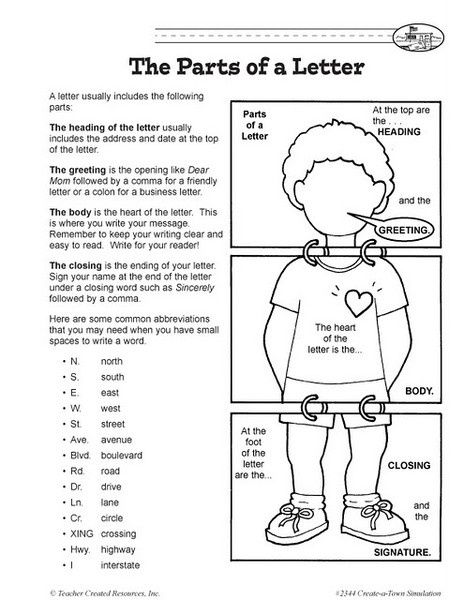 The Parts of a Letter
A letter usually includes the following
parts:
The heading of the letter usually
includes the address and date at the top
of the letter.
The greeting is the opening like Dear
Mom followed by a comma for a friendly
letter or a colon for a business letter.
The body is the heart of the letter. This
is where you write your message.
Remember to keep your writing clear and
easy to read. Write for your reader!
The closing is the ending of your letter.
Sign your name at the end of the letter
under a closing word such as Sincerely
followed by a comma.
Here are some common abbreviations
that you may need when you have small
spaces to write a word.
• N. north
• S. south
• E. east
• W. west
• St. street
• Ave. avenue
• Blvd. boulevard
• Rd. road
• Dr. drive
• Ln. lane
• Cr. circle
• XING crossing
• Hwy. highway
• I interstate
Parts
of a
Letter
At the top are
the . . .
HEADING
and the
GREETING.
The heart
of the
letter is the...
BODY.
At the
foot
of the
letter
are the...
CLOSING
and the
SIGNATURE.
© Teacher Created Resources, Inc.
#2344 Create-a-Town Simulation